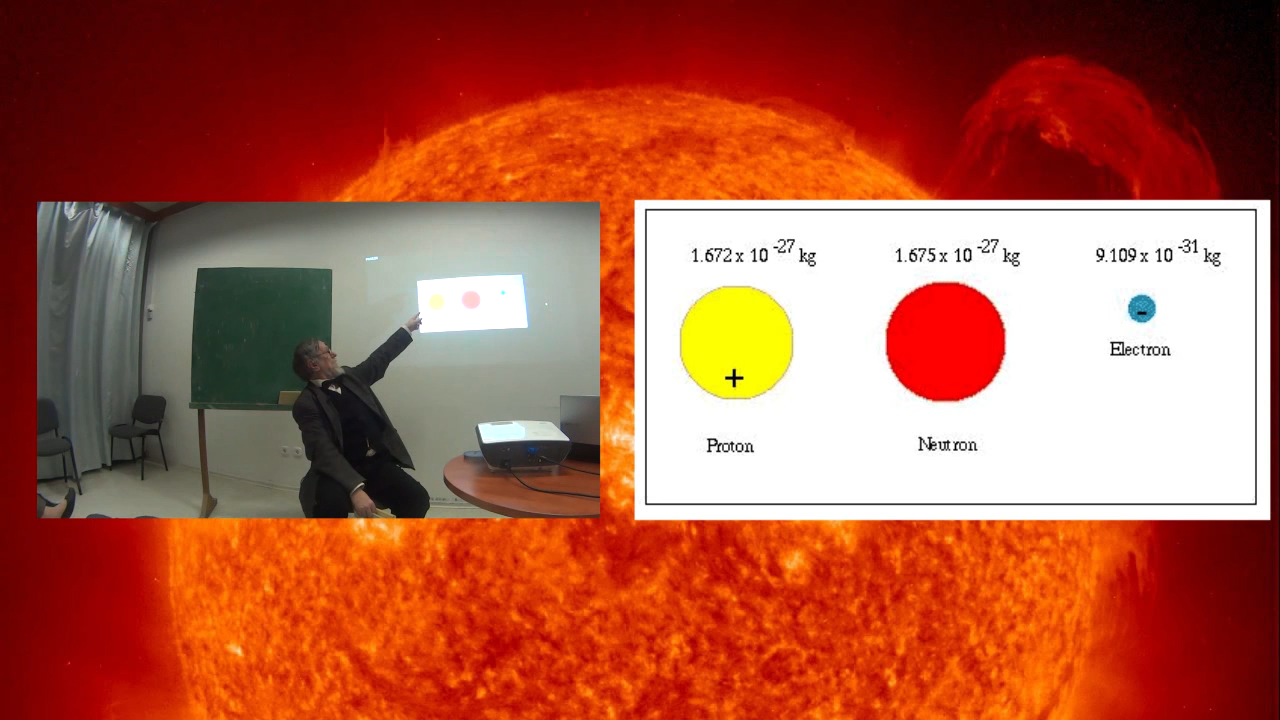 1.672 x 10 -27 kg
1.675 x 10 -27 kg
9.109 x 10 -31 kg
+
-
Electron
Proton
Neutron